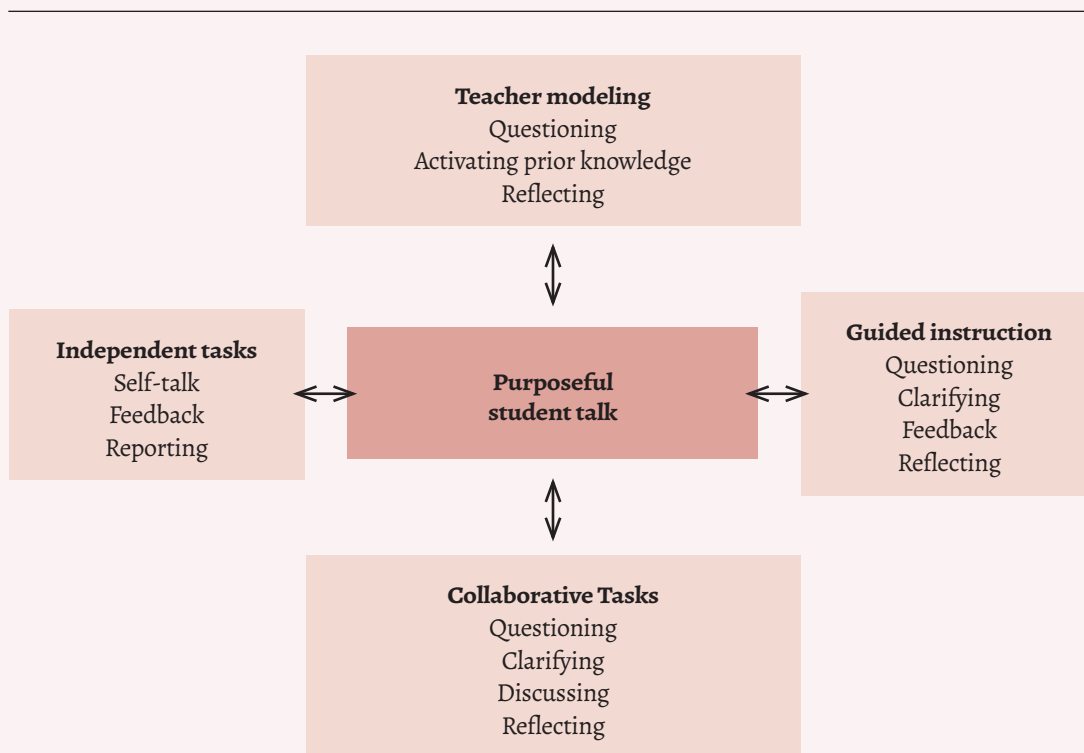 Teacher modeling
Questioning
Activating prior knowledge
Reflecting
Independent tasks
Self-talk
Feedback
Reporting
Purposeful
student talk
Guided instruction
Questioning
Clarifying
Feedback
Reflecting
Collaborative Tasks
Questioning
Clarifying
Discussing
Reflecting